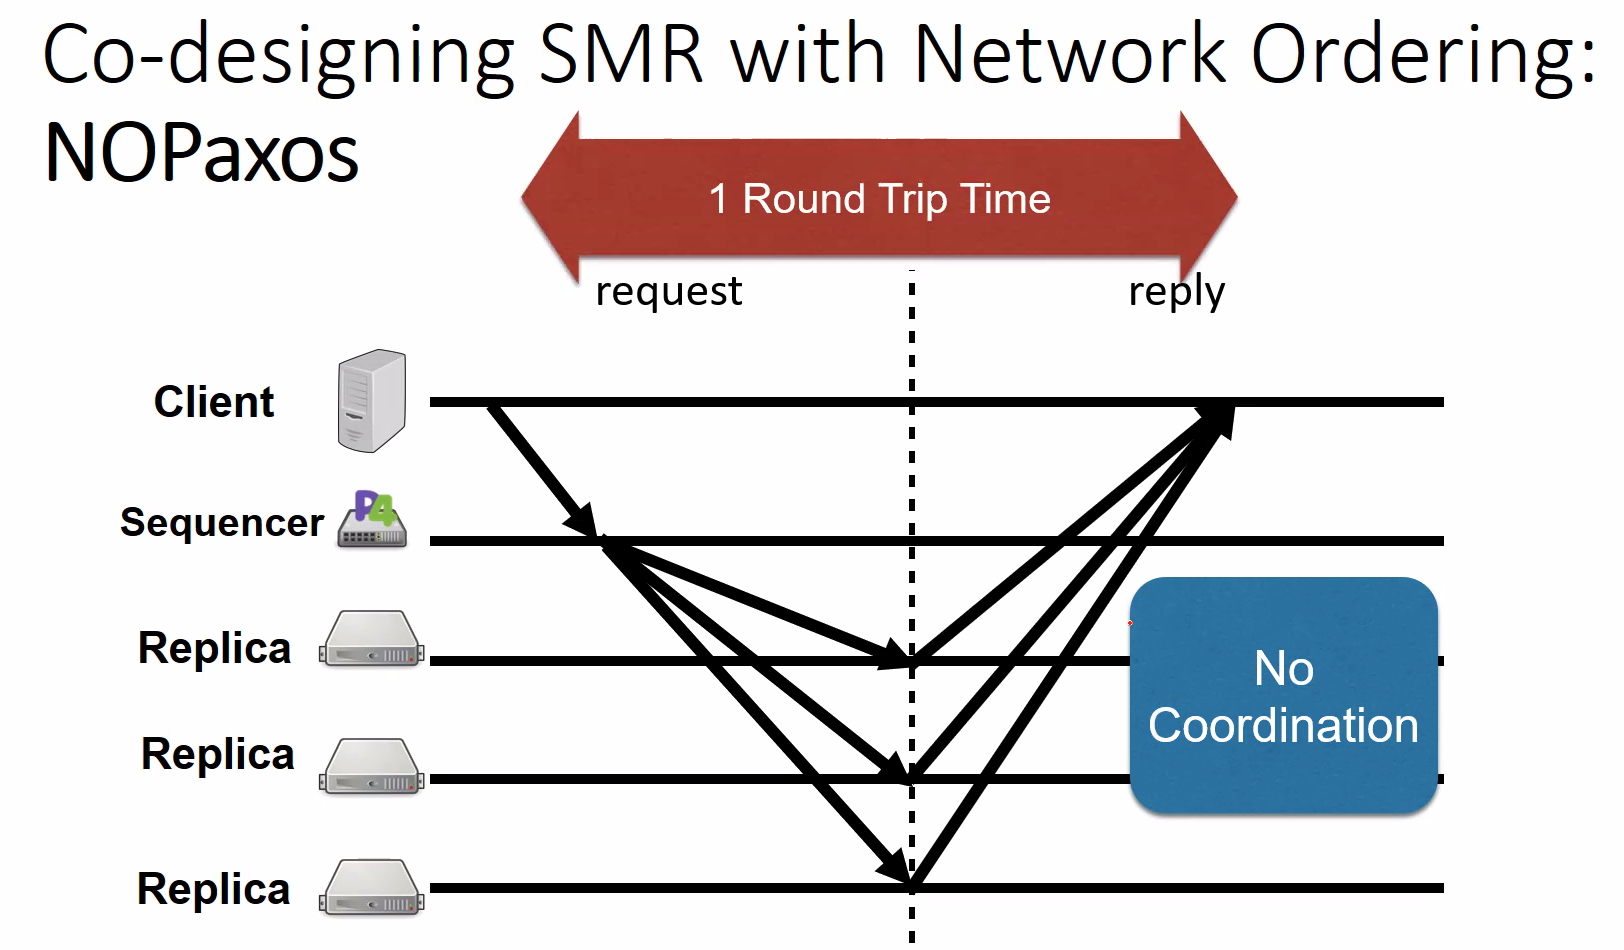 Co-designing SMR with Network Ordering:
NOPaxos
1 Round Trip Time
request
reply
Client
P4
Sequencer
Replica
No
Coordination
Replica
Replica